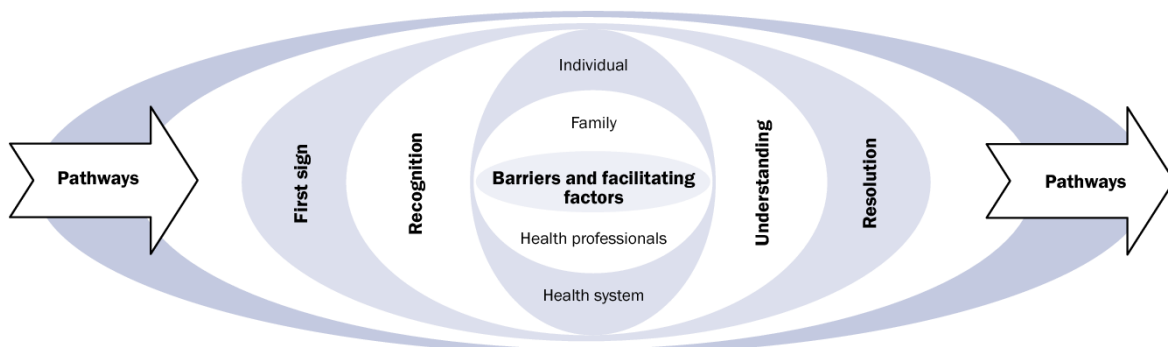 Pathways
First sign
Recognition
Individual
Family
Barriers and facilitating
factors
Health professionals
Health system
Understanding
Resolution
Pathways